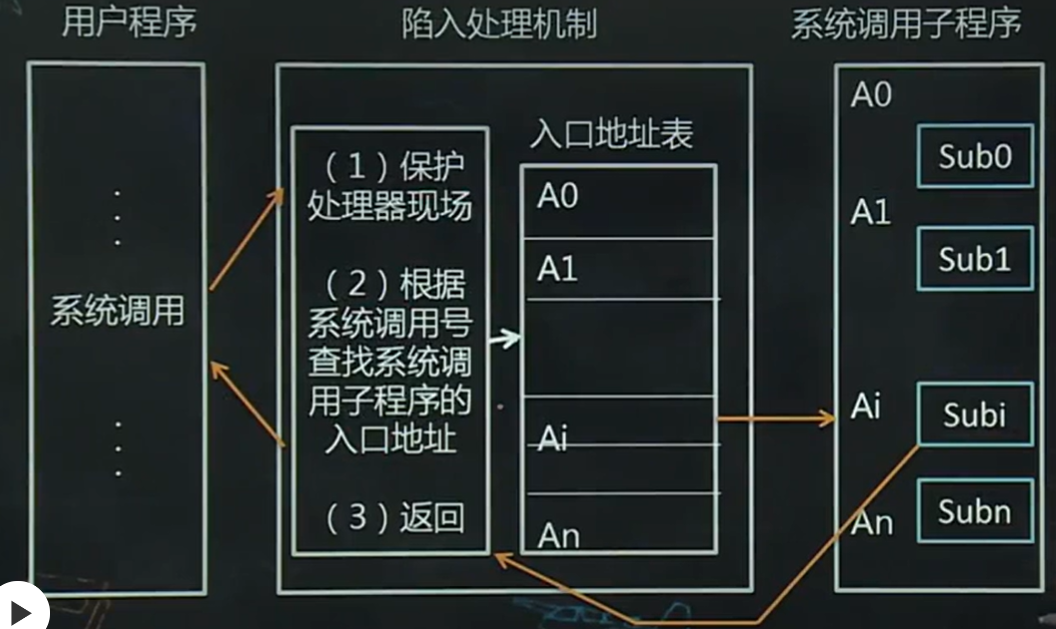 用户程序
陷入处理机制
系统调用子程序
系统调用
（1）保护
处理器现场
（2）根据
系统调用号
查找系统调
用子程序的
入口地址
（3）返回
入口地址表
A0
A1
Ai
An
A0
Sub0
A1
Sub1
Ai
Subi
An
Subn